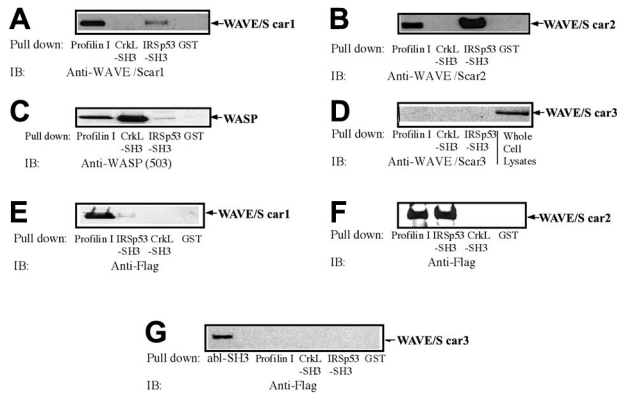 A
WAVE/S car1
Pull down: Profilin I CrkL -SH3 IRSp53 -SH3 GST
IB: Anti-WAVE /Scar1
B
WAVE/S car2
Pull down: Profilin I CrkL -SH3 IRSp53 -SH3 GST
IB: Anti-WAVE /Scar2
C
WASP
Pull down: Profilin I CrkL -SH3 IRSp53 -SH3 GST
IB: Anti-WASP (503)
D
WAVE/S car3
Pull down: Profilin I CrkL -SH3 IRSp53 -SH3 Whole Cell Lysates
IB: Anti-WAVE /Scar3
E
WAVE/S car1
Pull down: Profilin I IRSp53 -SH3 CrkL -SH3 GST
IB: Anti-Flag
F
WAVE/S car2
Pull down: Profilin I IRSp53 -SH3 CrkL -SH3 GST
IB: Anti-Flag
G
WAVE/S car3
Pull down: abl-SH3 Profilin I CrkL -SH3 IRSp53 -SH3 GST
IB: Anti-Flag